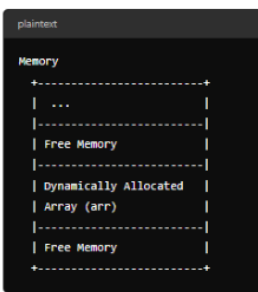 plaintext
Memory
+------------------------+
| ... |
|------------------------|
| Free Memory |
|------------------------|
| Dynamically Allocated |
| Array (arr) |
|------------------------|
| Free Memory |
+------------------------+